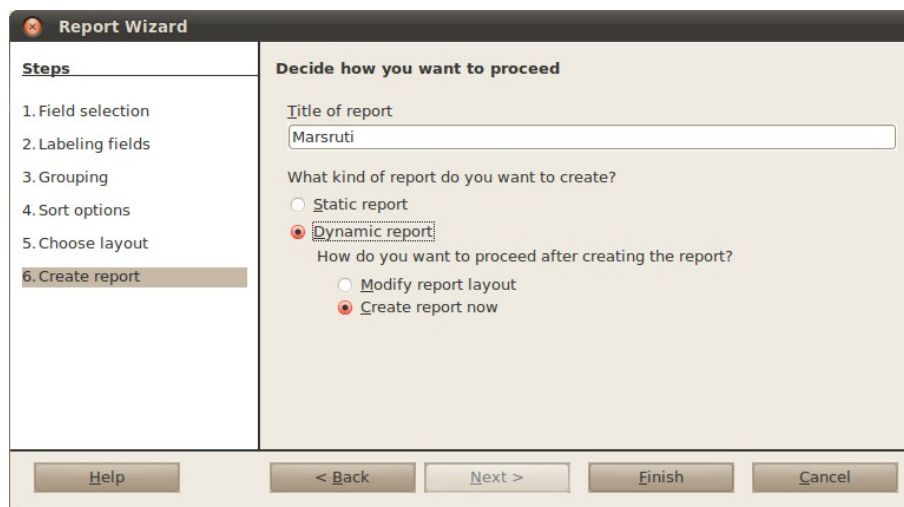 Report Wizard
Steps
1. Field selection
2. Labeling fields
3. Grouping
4. Sort options
5. Choose layout
6. Create report
Decide how you want to proceed
Title of report
Marsruti
What kind of report do you want to create?
Static report
Dynamic report
How do you want to proceed after creating the report?
Modify report layout
Create report now
Help
< Back
Next >
Finish
Cancel